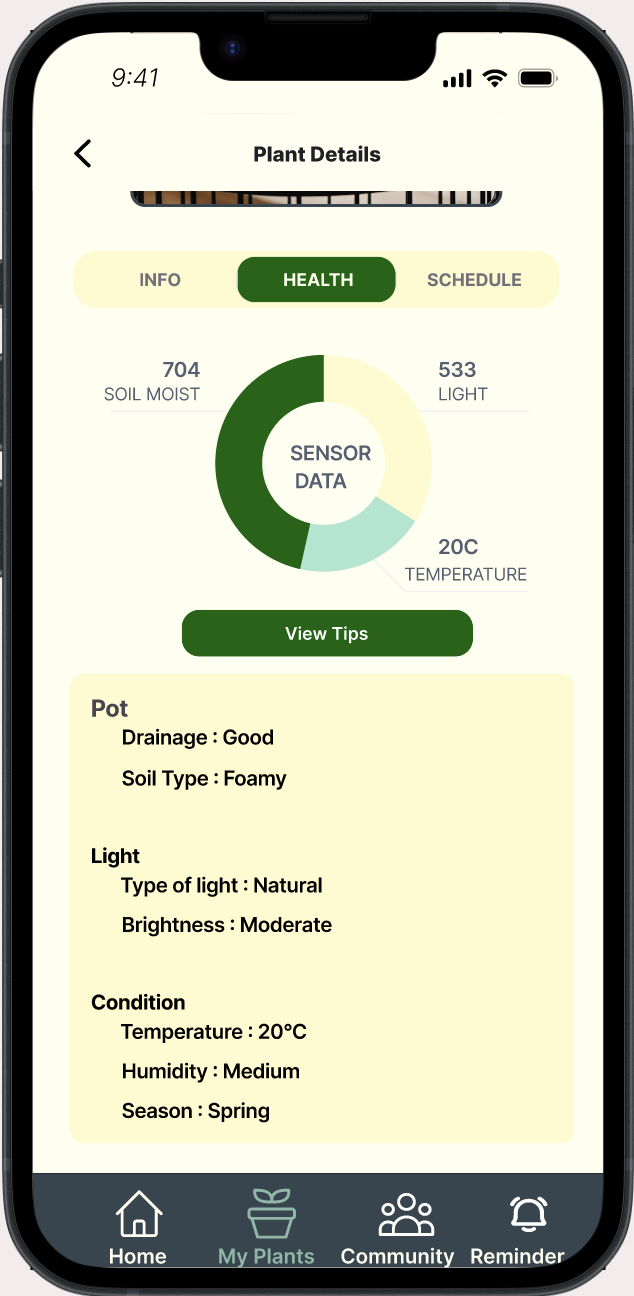 9:41
Plant Details
INFO HEALTH SCHEDULE
704
SOIL MOIST
533
LIGHT
SENSOR
DATA
20C
TEMPERATURE
View Tips
Pot
Drainage : Good
Soil Type : Foamy
Light
Type of light : Natural
Brightness : Moderate
Condition
Temperature : 20°C
Humidity : Medium
Season : Spring
Home My Plants Community Reminder